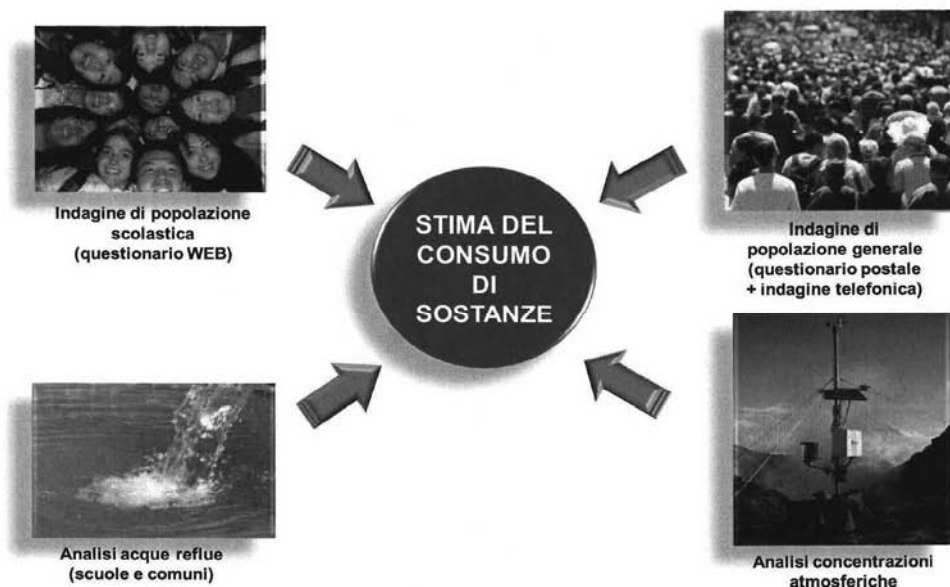 Indagine di popolazione
scolastica
(questionario WEB)
STIMA DEL
CONSUMO
DI
SOSTANZE
Indagine di
popolazione generale
(questionario postale
+ indagine telefonica)
Analisi acque reflue
(scuole e comuni)
Analisi concentrazioni
atmosferiche